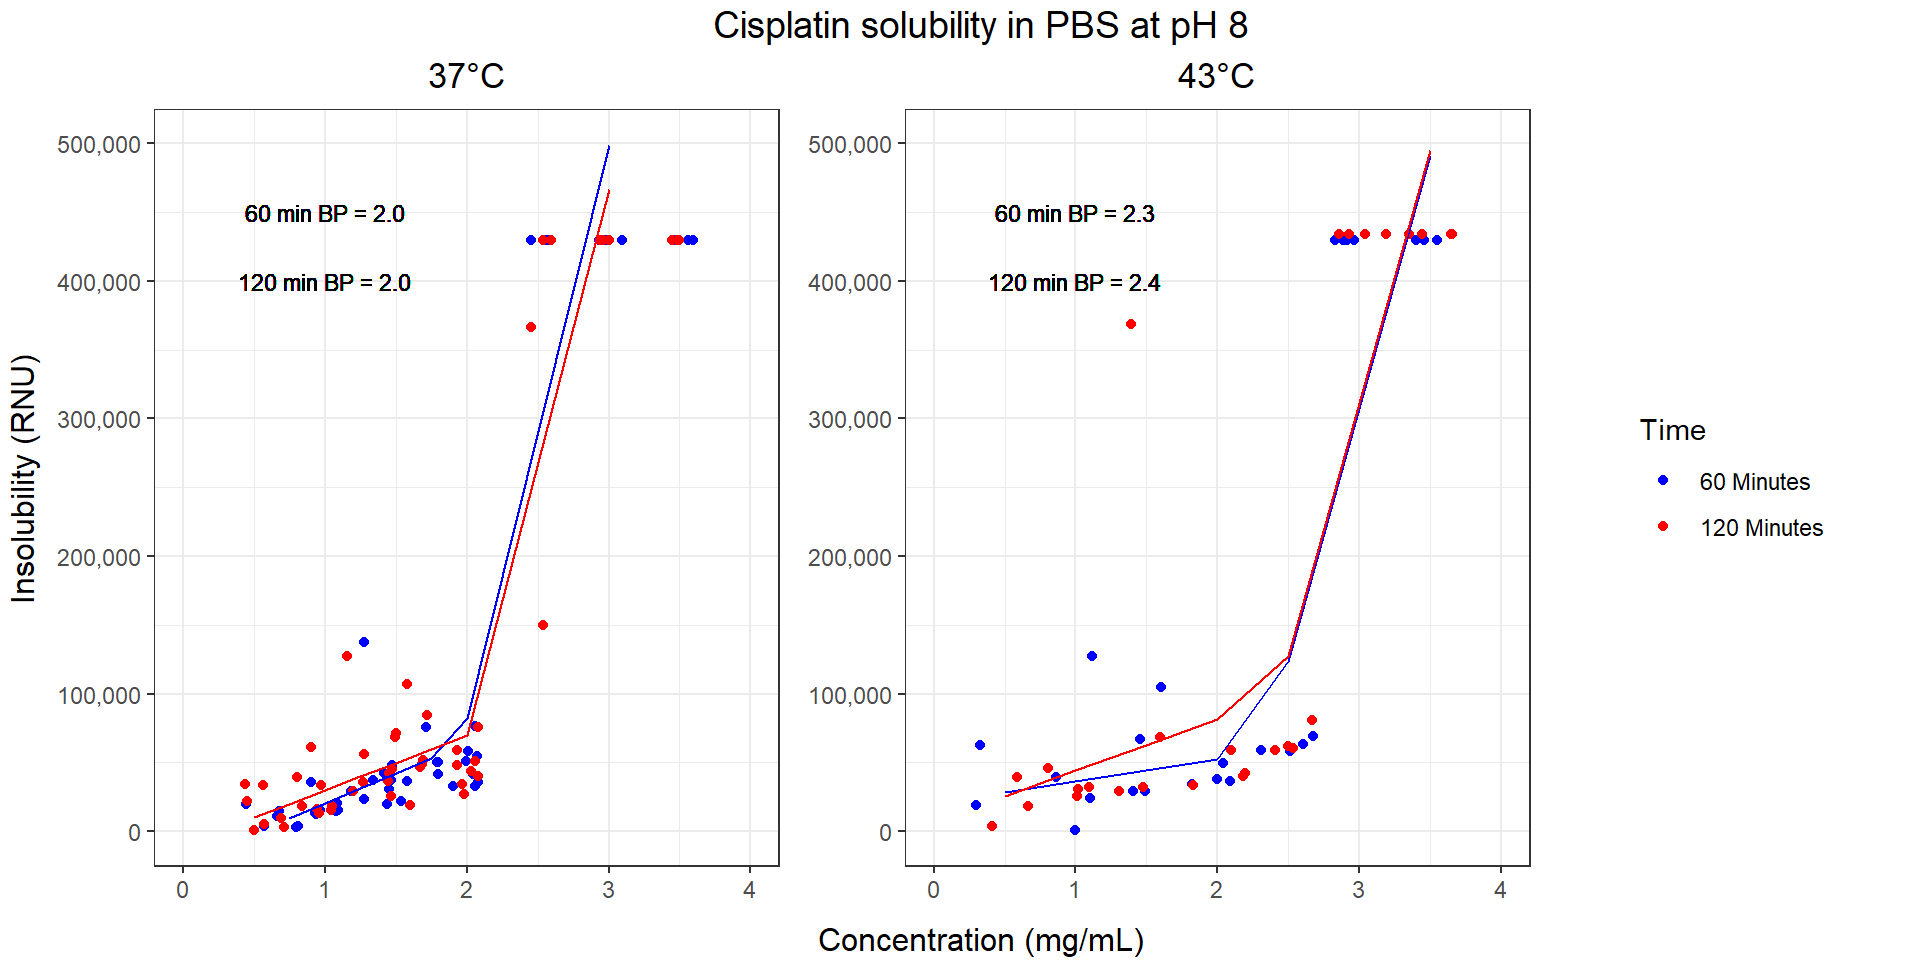 Cisplatin solubility in PBS at pH 8
37°C
43°C
Insolubility (RNU)
500,000
400,000
300,000
200,000
100,000
0
60 min BP = 2.0
120 min BP = 2.0
0 1 2 3 4
500,000
400,000
300,000
200,000
100,000
0
60 min BP = 2.3
120 min BP = 2.4
0 1 2 3 4
Concentration (mg/mL)
Time
60 Minutes
120 Minutes